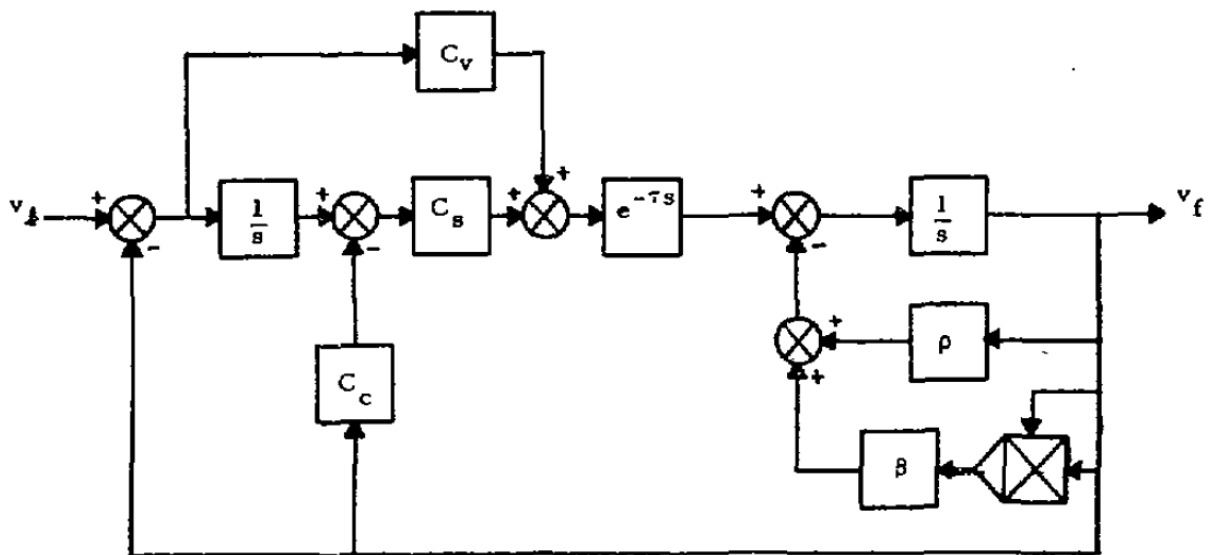 C_v
+
+ + + + +
v_ℓ 1/s C_s e^{-τs} 1/s v_f
- - -
+
C_c ρ
+
β